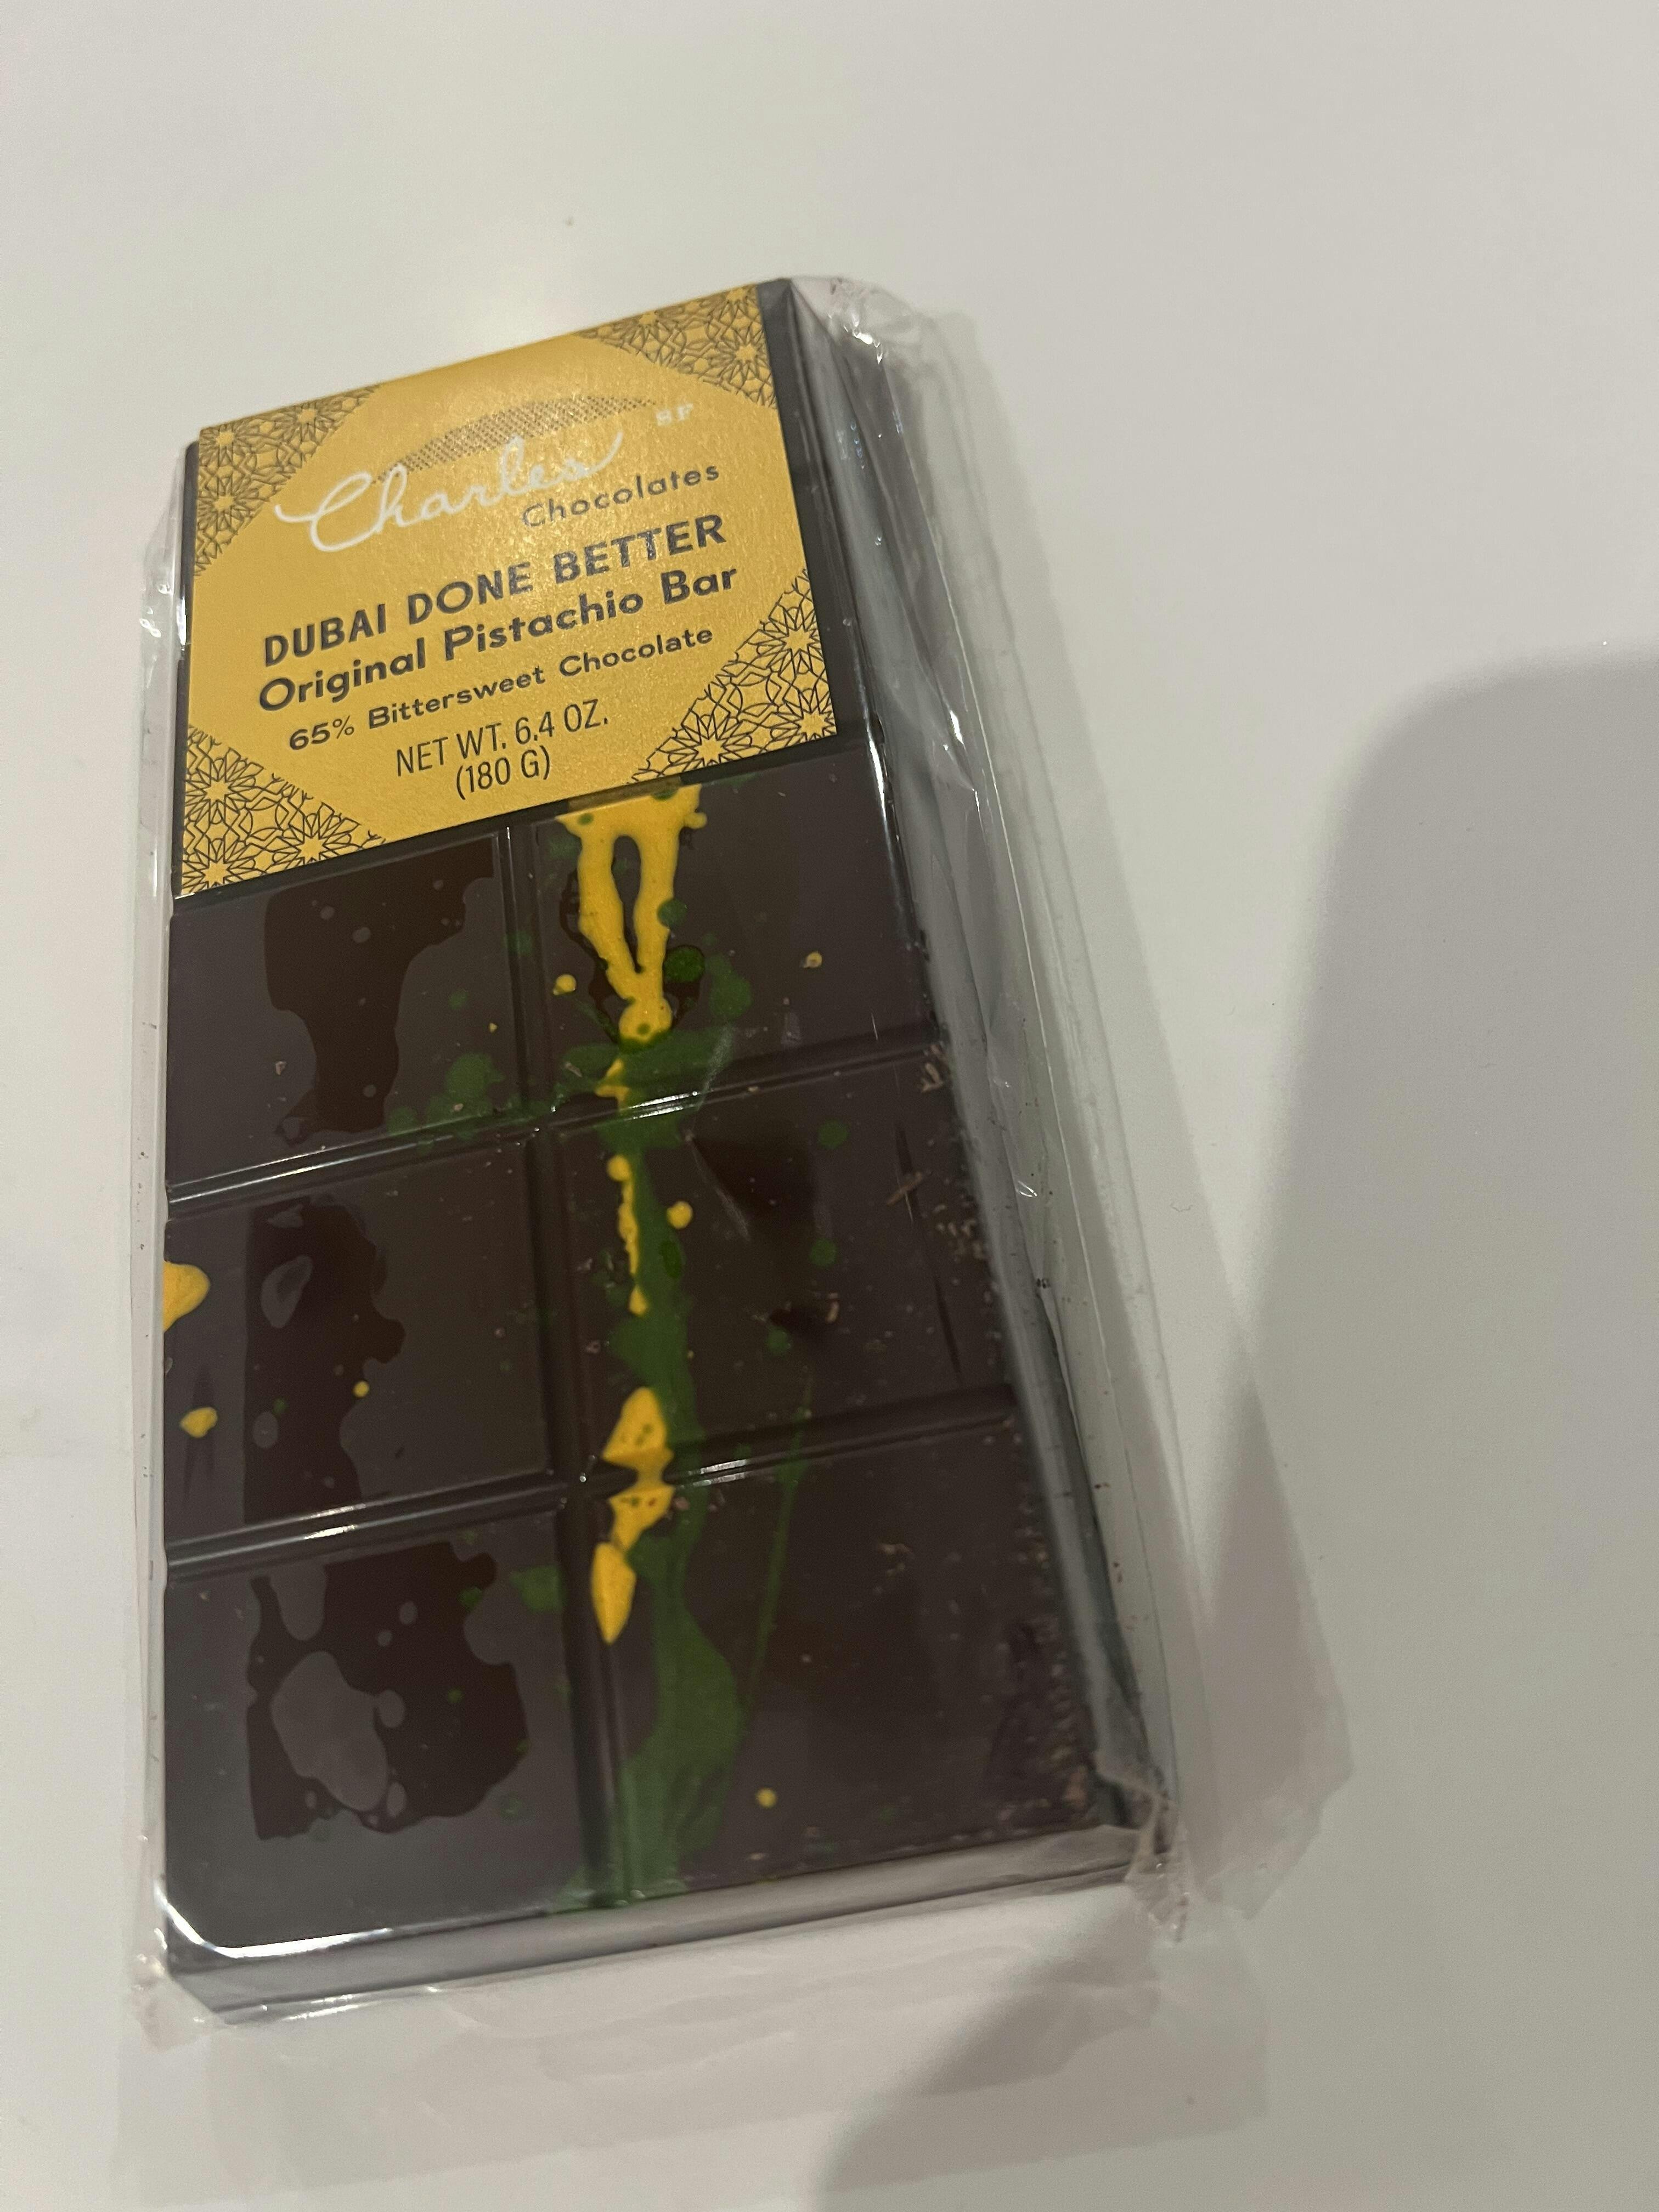 Charles SF
Chocolates
DUBAI DONE BETTER
Original Pistachio Bar
65% Bittersweet Chocolate
NET WT. 6.4 OZ.
(180 G)